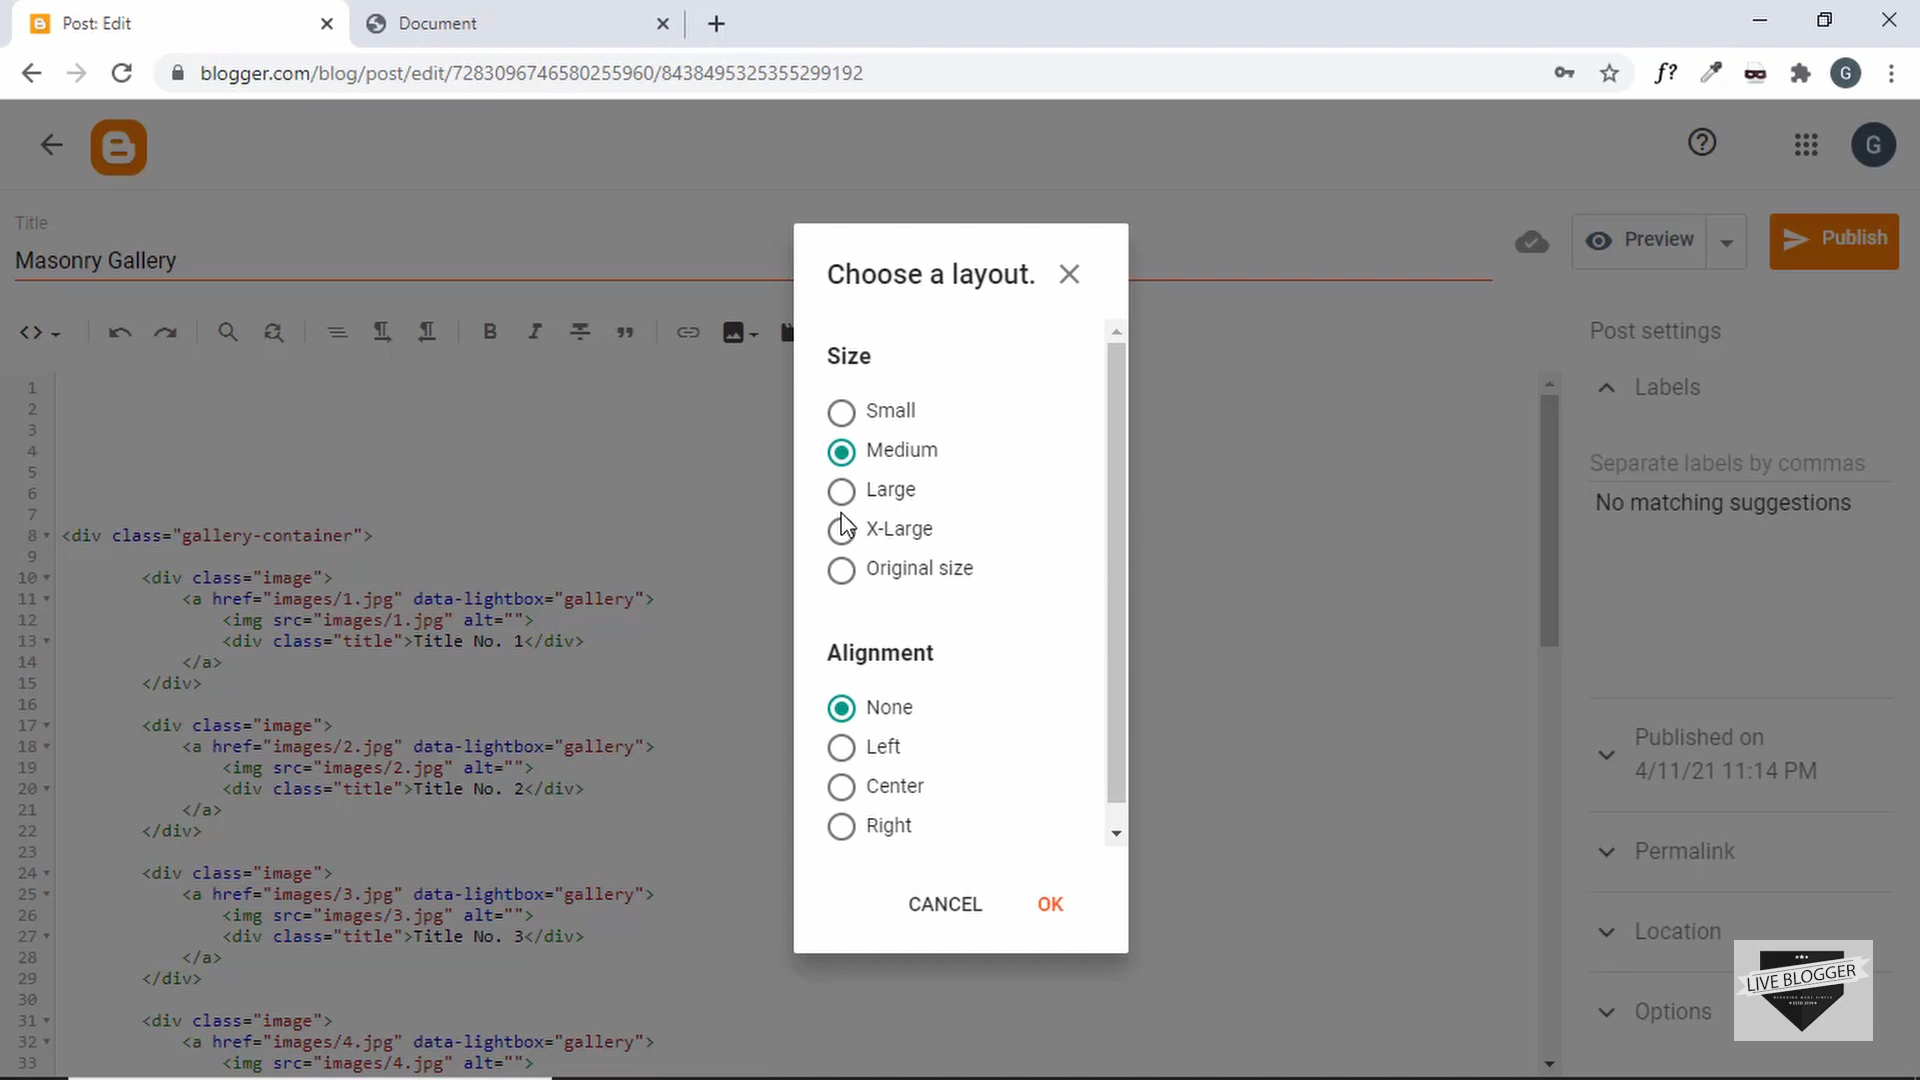 Post: Edit
Document
blogger.com/blog/post/edit/7283096746580255960/8438495325355299192
f?
G
G
Title
Masonry Gallery
Preview
Publish
Choose a layout.
Size
Small
Medium
Large
X-Large
Original size
Alignment
None
Left
Center
Right
CANCEL
OK
Post settings
Labels
Separate labels by commas
No matching suggestions
Published on
4/11/21 11:14 PM
Permalink
Location
Options
1
2
3
4
5
6
7
8 <div class="gallery-container">
9
10 <div class="image">
11 <a href="images/1.jpg" data-lightbox="gallery">
12 <img src="images/1.jpg" alt="">
13 <div class="title">Title No. 1</div>
14 </a>
15 </div>
16
17 <div class="image">
18 <a href="images/2.jpg" data-lightbox="gallery">
19 <img src="images/2.jpg" alt="">
20 <div class="title">Title No. 2</div>
21 </a>
22 </div>
23
24 <div class="image">
25 <a href="images/3.jpg" data-lightbox="gallery">
26 <img src="images/3.jpg" alt="">
27 <div class="title">Title No. 3</div>
28 </a>
29 </div>
30
31 <div class="image">
32 <a href="images/4.jpg" data-lightbox="gallery">
33 <img src="images/4.jpg" alt="">
LIVE BLOGGER